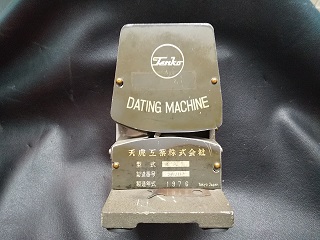 Tenko
DATING MACHINE
天虎工業株式会社
型式
製造番号
製造年式 1976
Tokyo Japan